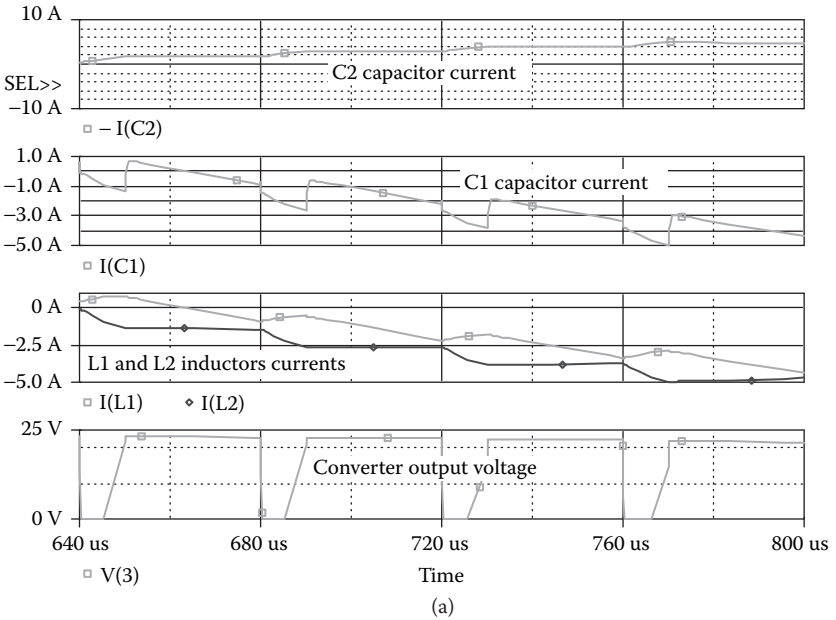 10 A
C2 capacitor current
SEL>>
−10 A
– I(C2)
1.0 A
−1.0 A
C1 capacitor current
−3.0 A
−5.0 A
I(C1)
0 A
−2.5 A
L1 and L2 inductors currents
−5.0 A
I(L1) I(L2)
25 V
Converter output voltage
0 V
640 us 680 us 720 us 760 us 800 us
V(3) Time
(a)